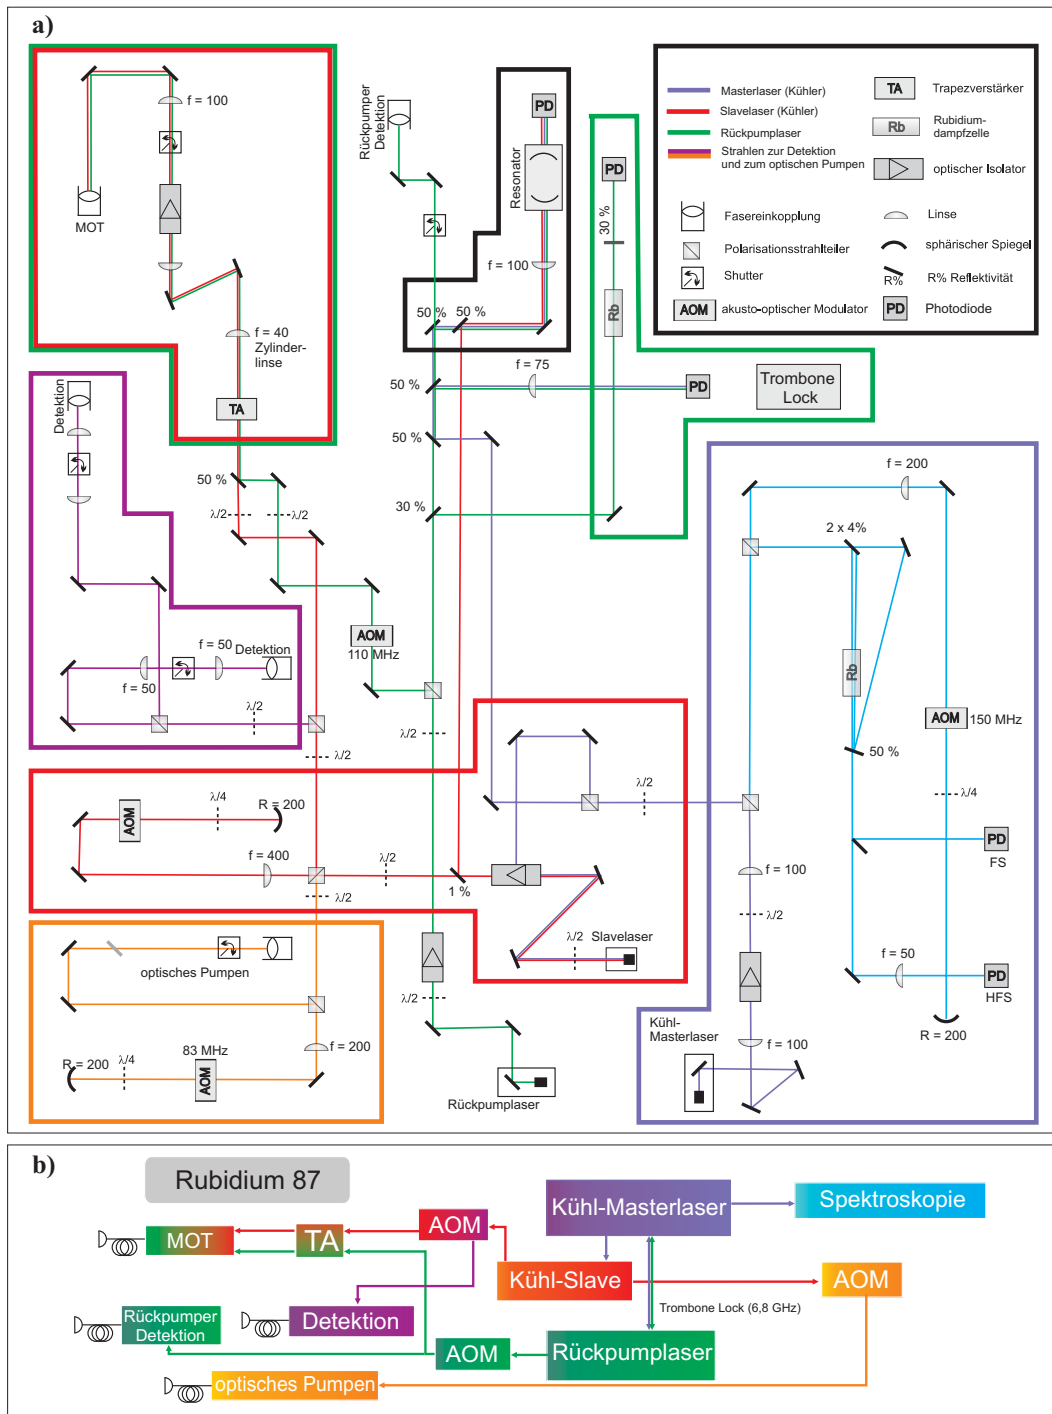 a)
f = 100
MOT
f = 40
Zylinder-
linse
TA
50 %
λ/2
λ/2
Rückpumper
Detektion
PD
Resonator
f = 100
50 %
50 %
50 %
f = 75
PD
50 %
30 %
PD
30 %
Rb
Trombone
Lock
Masterlaser (Kühler)
Slavelaser (Kühler)
Rückpumplaser
Strahlen zur Detektion
und zum optischen Pumpen
Fasereinkopplung
Polarisationsstrahlteiler
Shutter
AOM
akusto-optischer Modulator
TA
Trapezverstärker
Rb
Rubidium-
dampfzelle
optischer Isolator
Linse
sphärischer Spiegel
R%
R% Reflektivität
PD
Photodiode
Detektion
f = 50
Detektion
f = 50
λ/2
λ/2
AOM
110 MHz
λ/2
λ/4
R = 200
AOM
f = 400
λ/2
λ/2
1 %
λ/2
Slavelaser
λ/2
optisches Pumpen
f = 200
83 MHz
R = 200
λ/4
AOM
λ/2
Rückpumplaser
f = 200
2 x 4%
Rb
50 %
AOM
150 MHz
λ/4
PD
FS
f = 100
λ/2
f = 50
PD
HFS
R = 200
Kühl-
Masterlaser
f = 100
b)
Rubidium 87
Kühl-Masterlaser
Spektroskopie
MOT
TA
AOM
Kühl-Slave
AOM
Trombone Lock (6,8 GHz)
Rückpumper
Detektion
Detektion
AOM
Rückpumplaser
optisches Pumpen